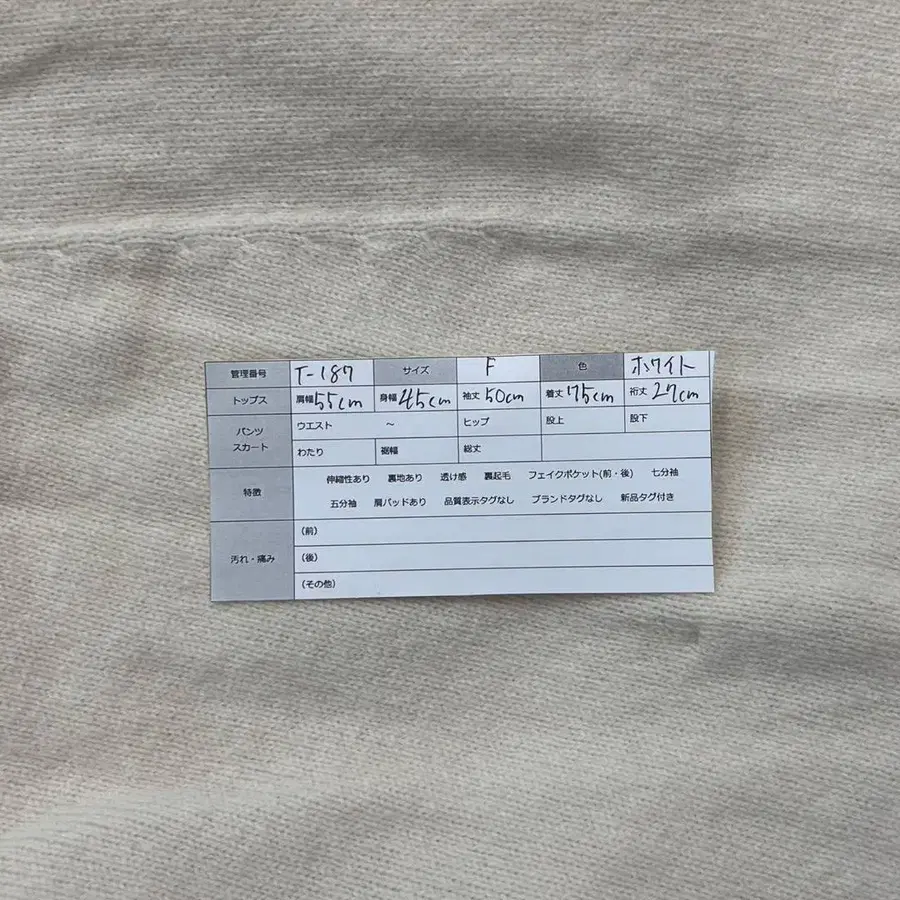 管理番号 T-187 サイズ F 色 ホワイト
トップス 肩幅 55cm 身幅 45cm 袖丈 50cm 着丈 75cm 裄丈 27cm
パンツ スカート ウエスト ~ ヒップ 股上 股下
わたり 裾幅 総丈
特徴 伸縮性あり 裏地あり 透け感 裏起毛 フェイクポケット(前・後) 七分袖
五分袖 肩パッドあり 品質表示タグなし ブランドタグなし 新品タグ付き
汚れ・痛み (前)
(後)
(その他)